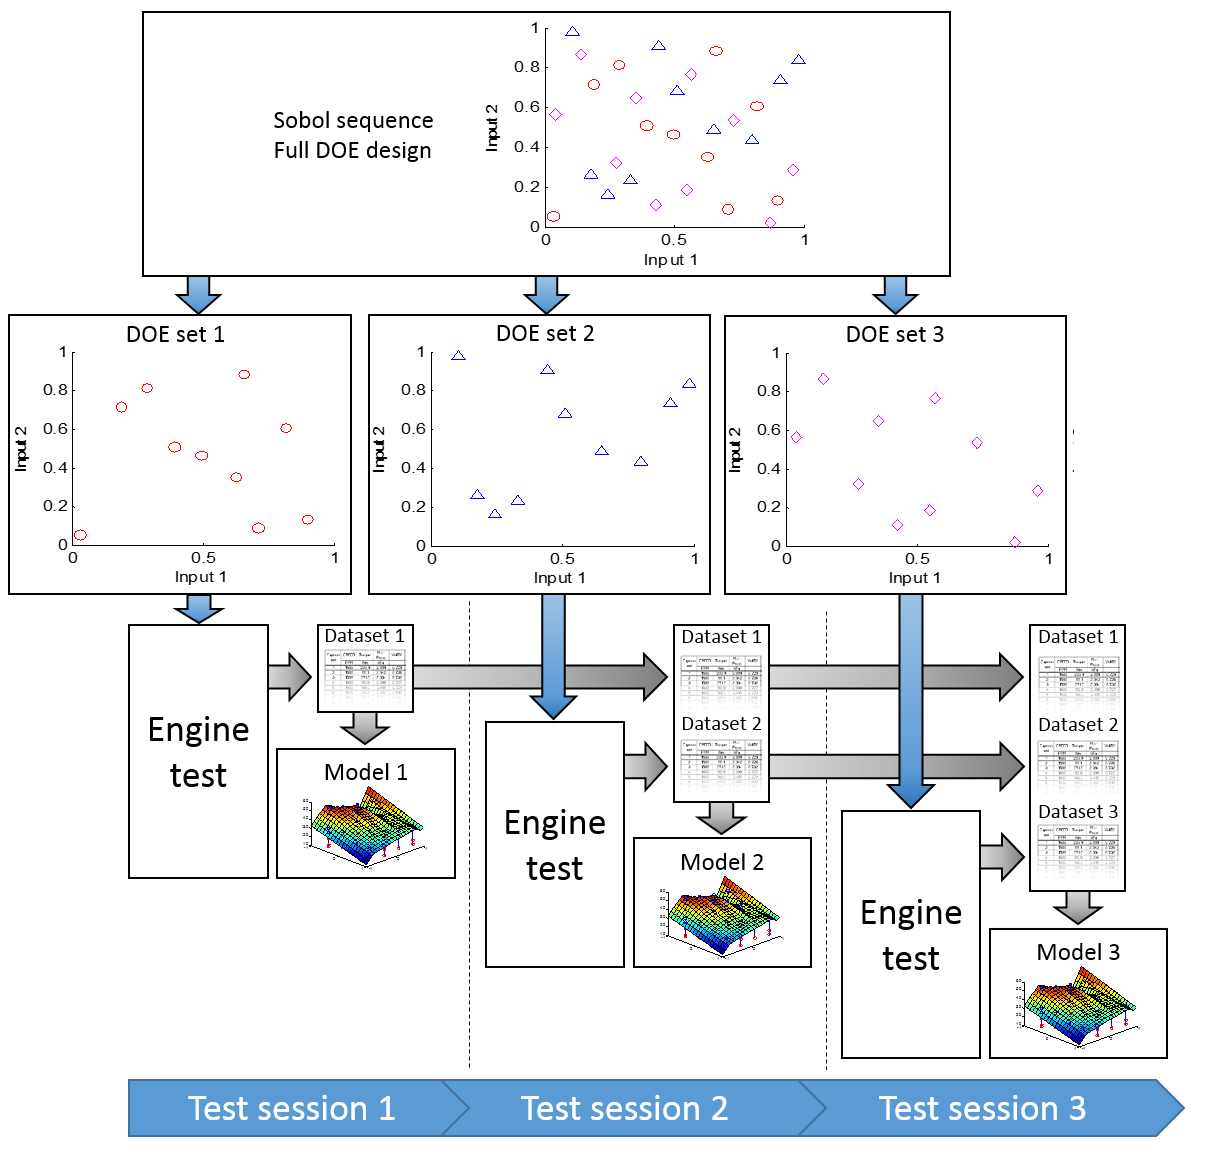 Sobol sequence
Full DOE design
1
0.8
0.6
0.4
0.2
0
Input 2
0 0.5 1
Input 1
DOE set 1
1
0.8
0.6
0.4
0.2
0
Input 2
0 0.5 1
Input 1
DOE set 2
1
0.8
0.6
0.4
0.2
0
Input 2
0 0.5 1
Input 1
DOE set 3
1
0.8
0.6
0.4
0.2
0
Input 2
0 0.5 1
Input 1
Engine
test
Dataset 1
Model 1
Engine
test
Dataset 1
Dataset 2
Model 2
Engine
test
Dataset 1
Dataset 2
Dataset 3
Model 3
Test session 1
Test session 2
Test session 3